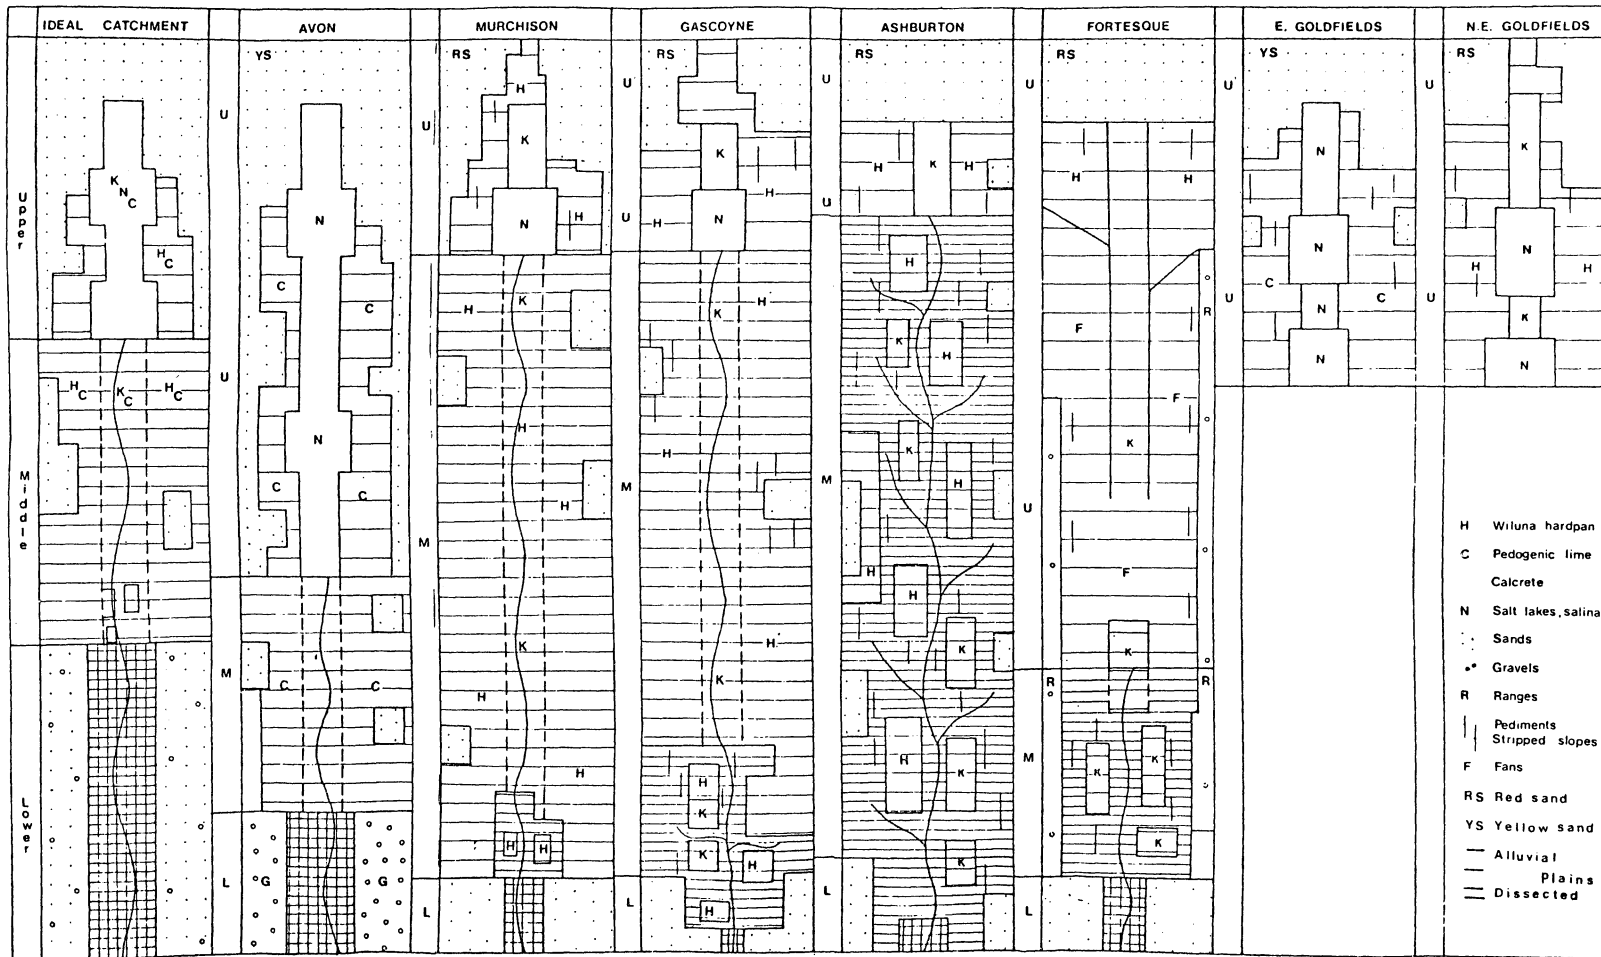 IDEAL CATCHMENT
AVON
MURCHISON
GASCOYNE
ASHBURTON
FORTESQUE
E. GOLDFIELDS
N.E. GOLDFIELDS
Upper
Middle
Lower
K
N
C
H
C
H
C
K
C
H
C
U
U
M
L
YS
N
C
C
N
C
C
C
C
G
G
U
M
L
RS
H
K
N
H
H
K
H
H
K
H
H
H
H
U
U
M
L
RS
K
H
H
N
H
K
H
K
H
H
K
K
H
H
U
U
M
L
RS
H
K
H
H
K
H
K
H
H
H
K
H
K
K
U
U
M
L
RS
H
H
R
F
F
K
F
K
R
R
K
K
K
U
U
YS
N
N
C
C
N
N
U
U
RS
K
N
H
H
K
N
H Wiluna hardpan
C Pedogenic lime
Calcrete
N Salt lakes, salina
Sands
Gravels
R Ranges
Pediments
Stripped slopes
F Fans
RS Red sand
YS Yellow sand
Alluvial
Plains
Dissected